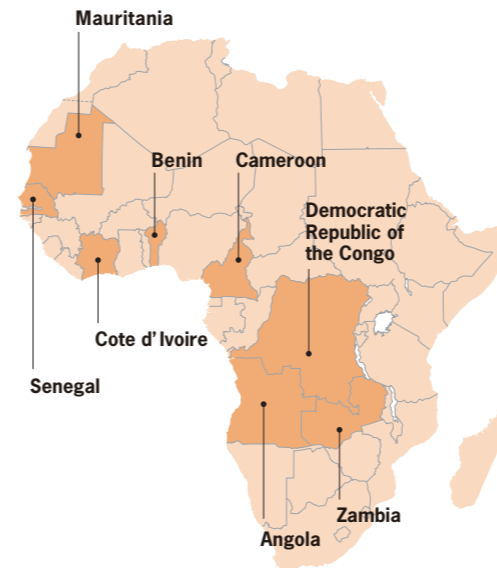 Mauritania
Benin
Cameroon
Democratic
Republic of
the Congo
Cote d’Ivoire
Senegal
Zambia
Angola